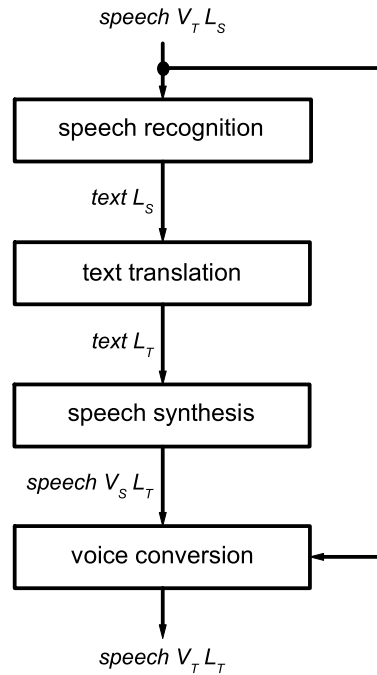 speech V_T L_S
speech recognition
text L_S
text translation
text L_T
speech synthesis
speech V_S L_T
voice conversion
speech V_T L_T